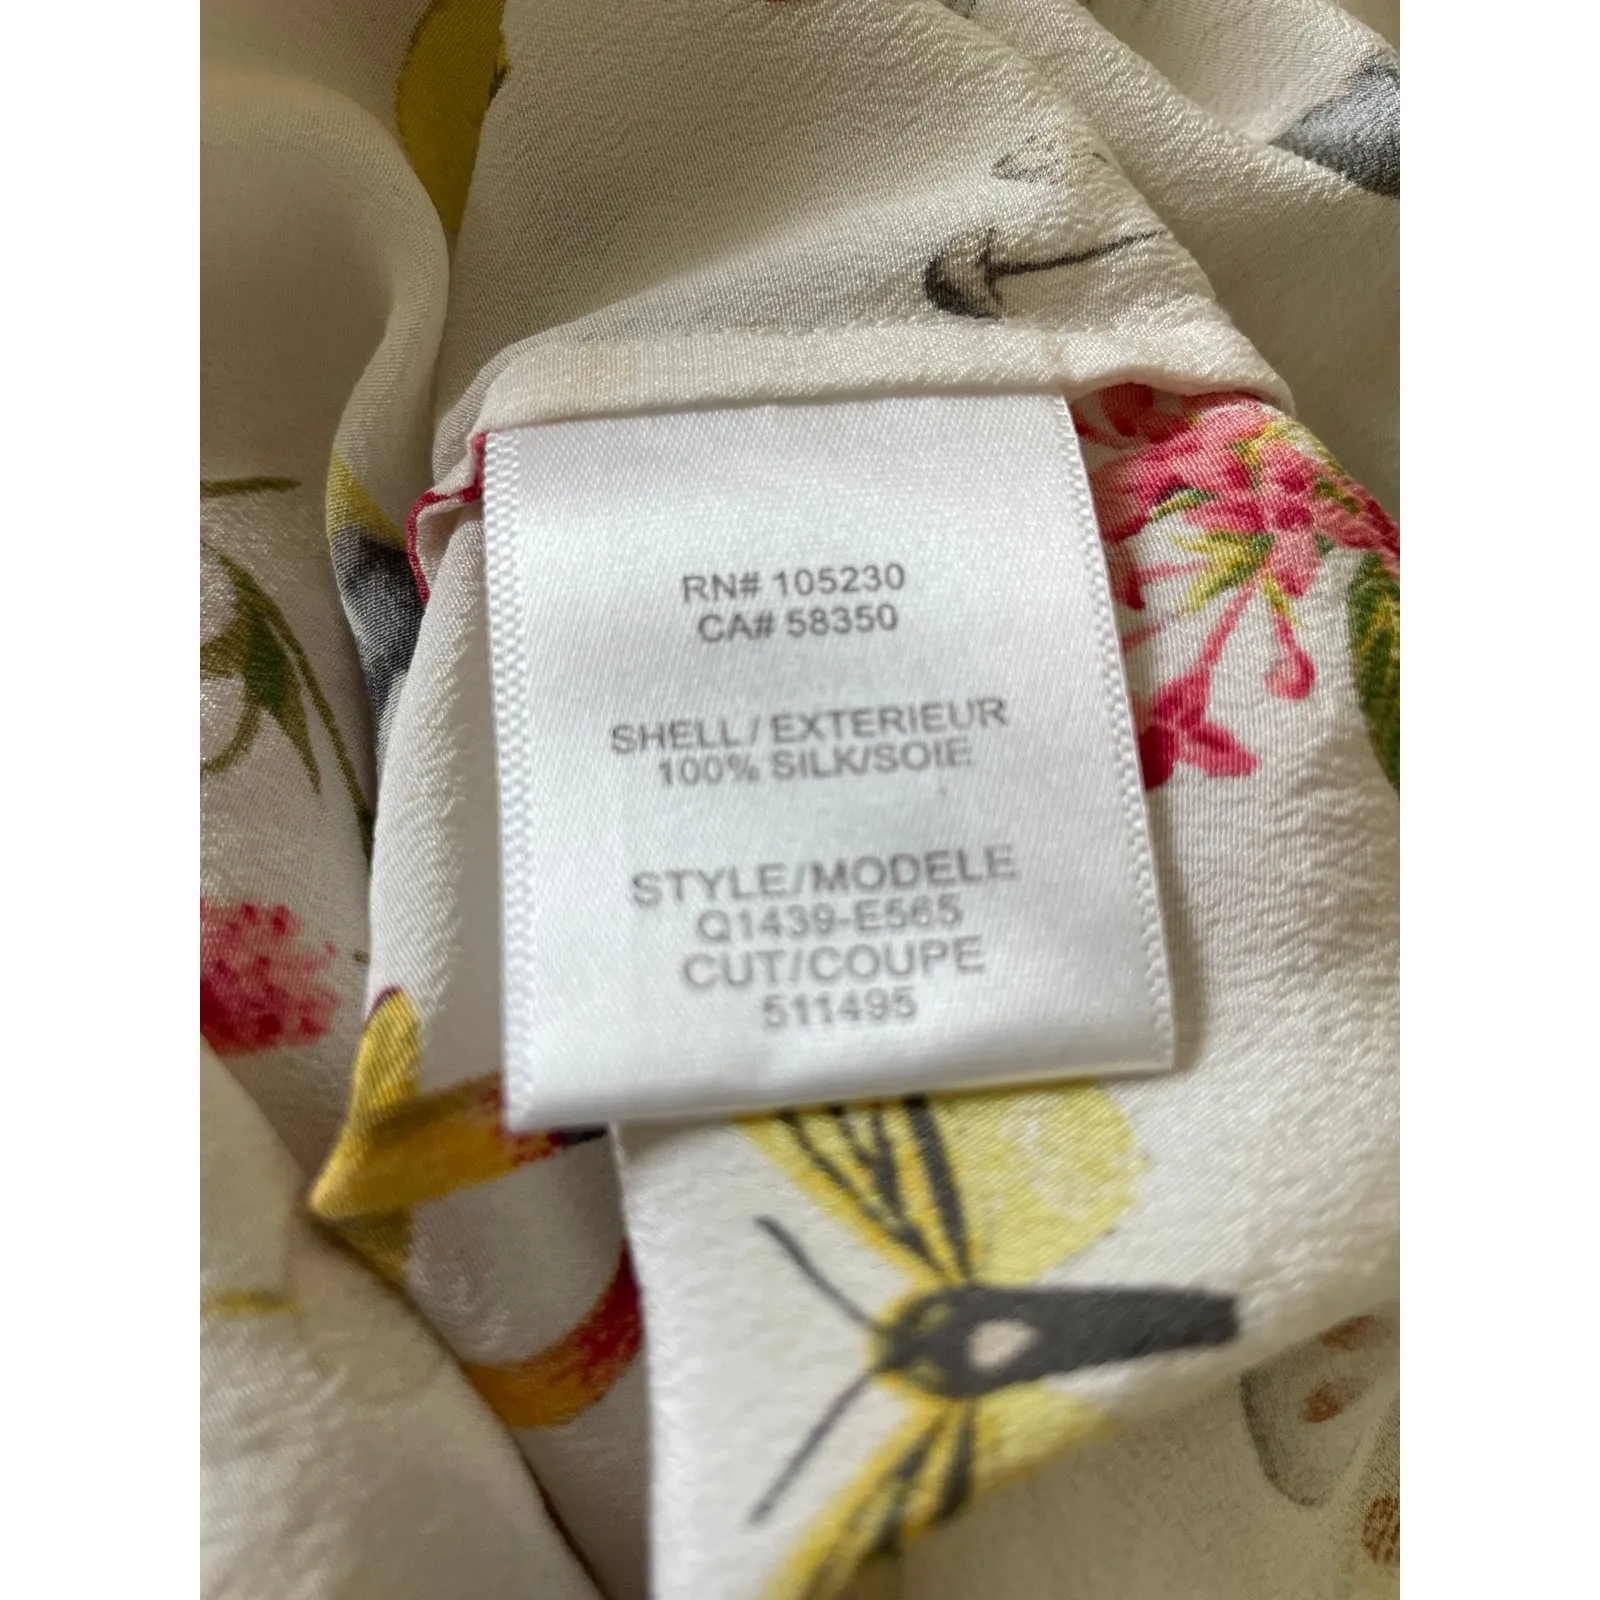 RN# 105230
CA# 58350
SHELL/EXTERIEUR
100% SILK/SOIE
STYLE/MODELE
Q1439-E565
CUT/COUPE
511495